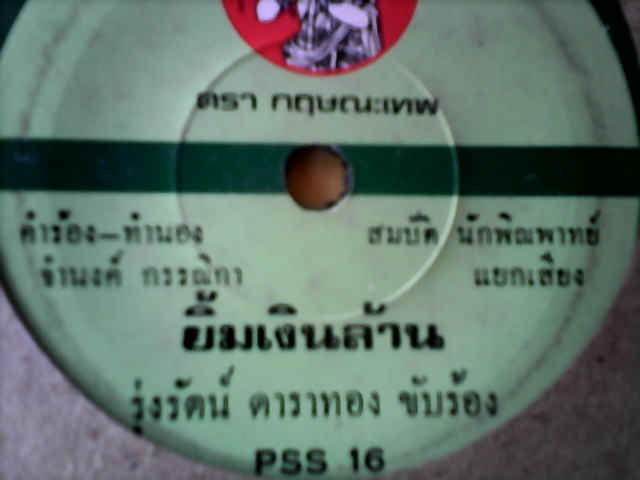 ตรา กฤษณะเทพ
คำร้อง-ทำนอง
จำนงค์ กรรณิกา
สมบัติ นักพิณพาทย์
แยกเสียง
ยิ้มเงินล้าน
รุ่งรัตน์ ดาราทอง ขับร้อง
PSS 16